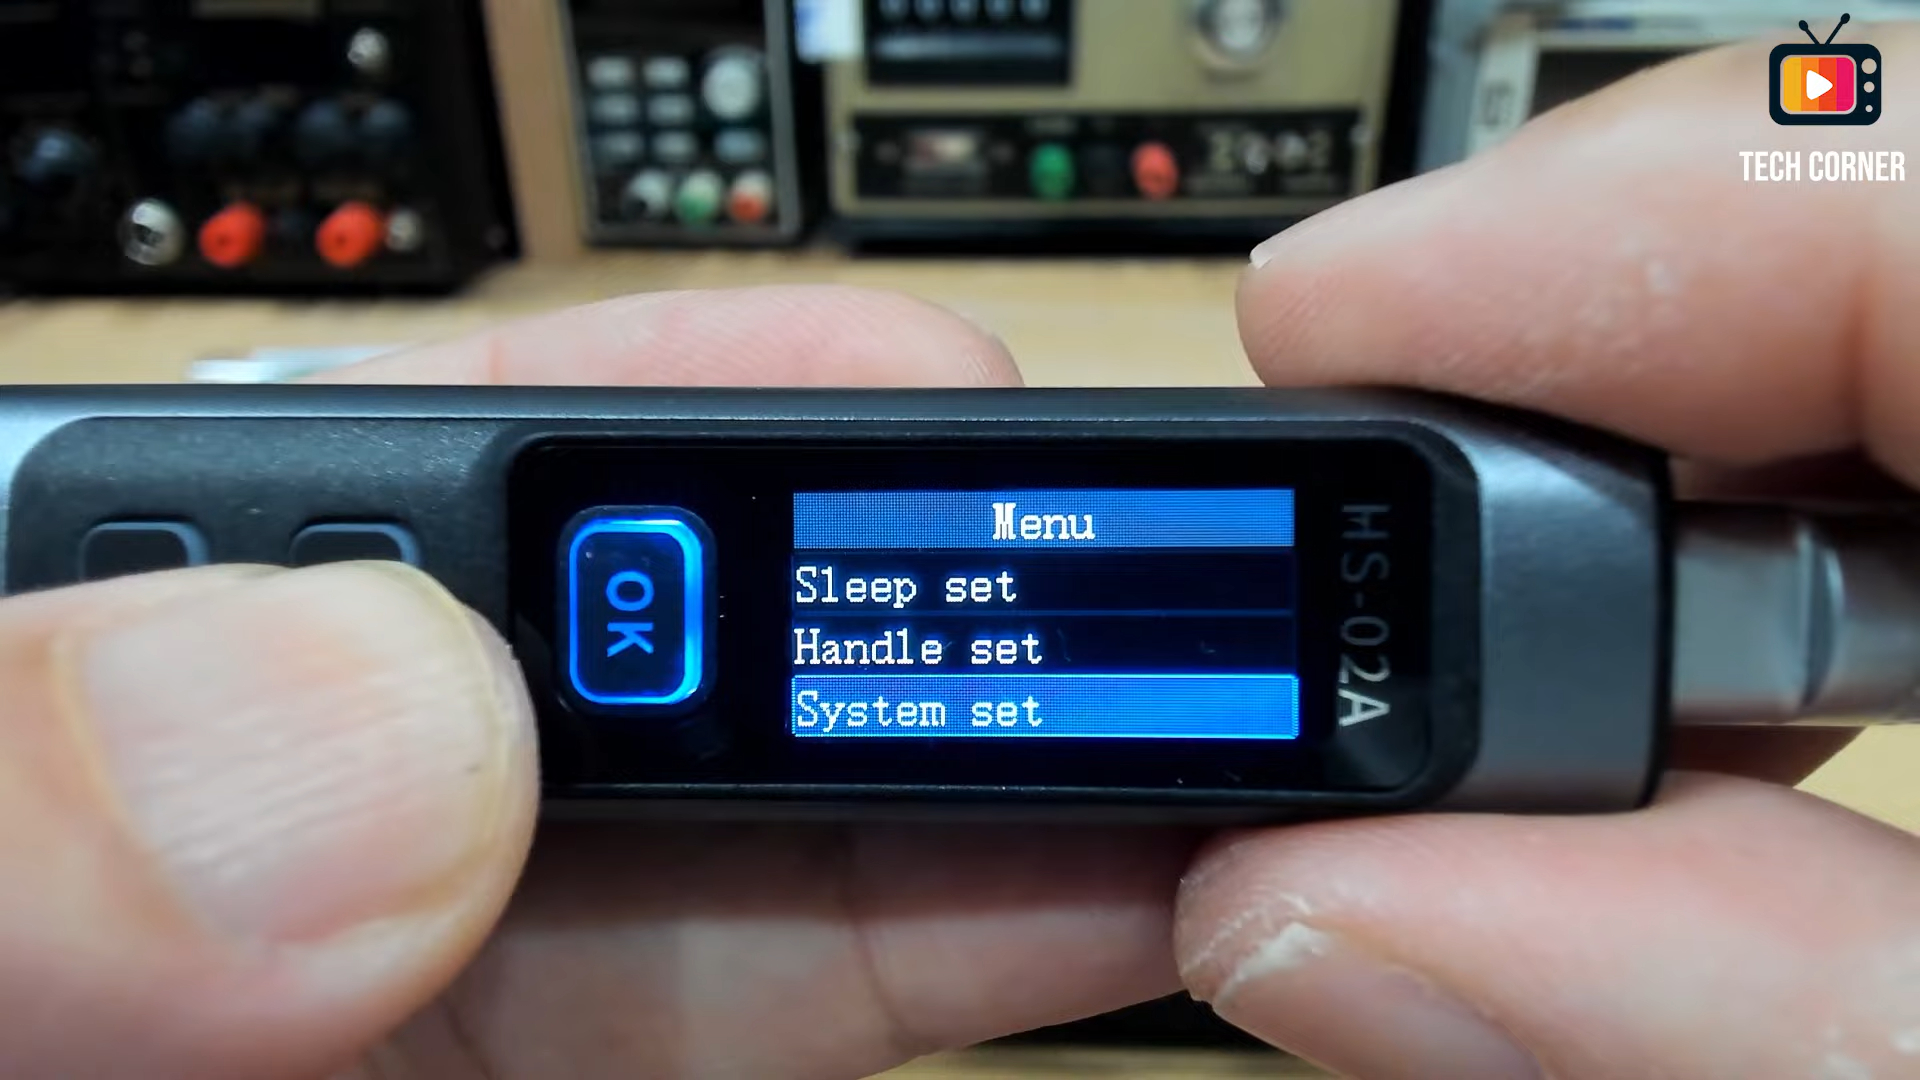 TECH CORNER
OK
Menu
Sleep set
Handle set
System set
HS-02A